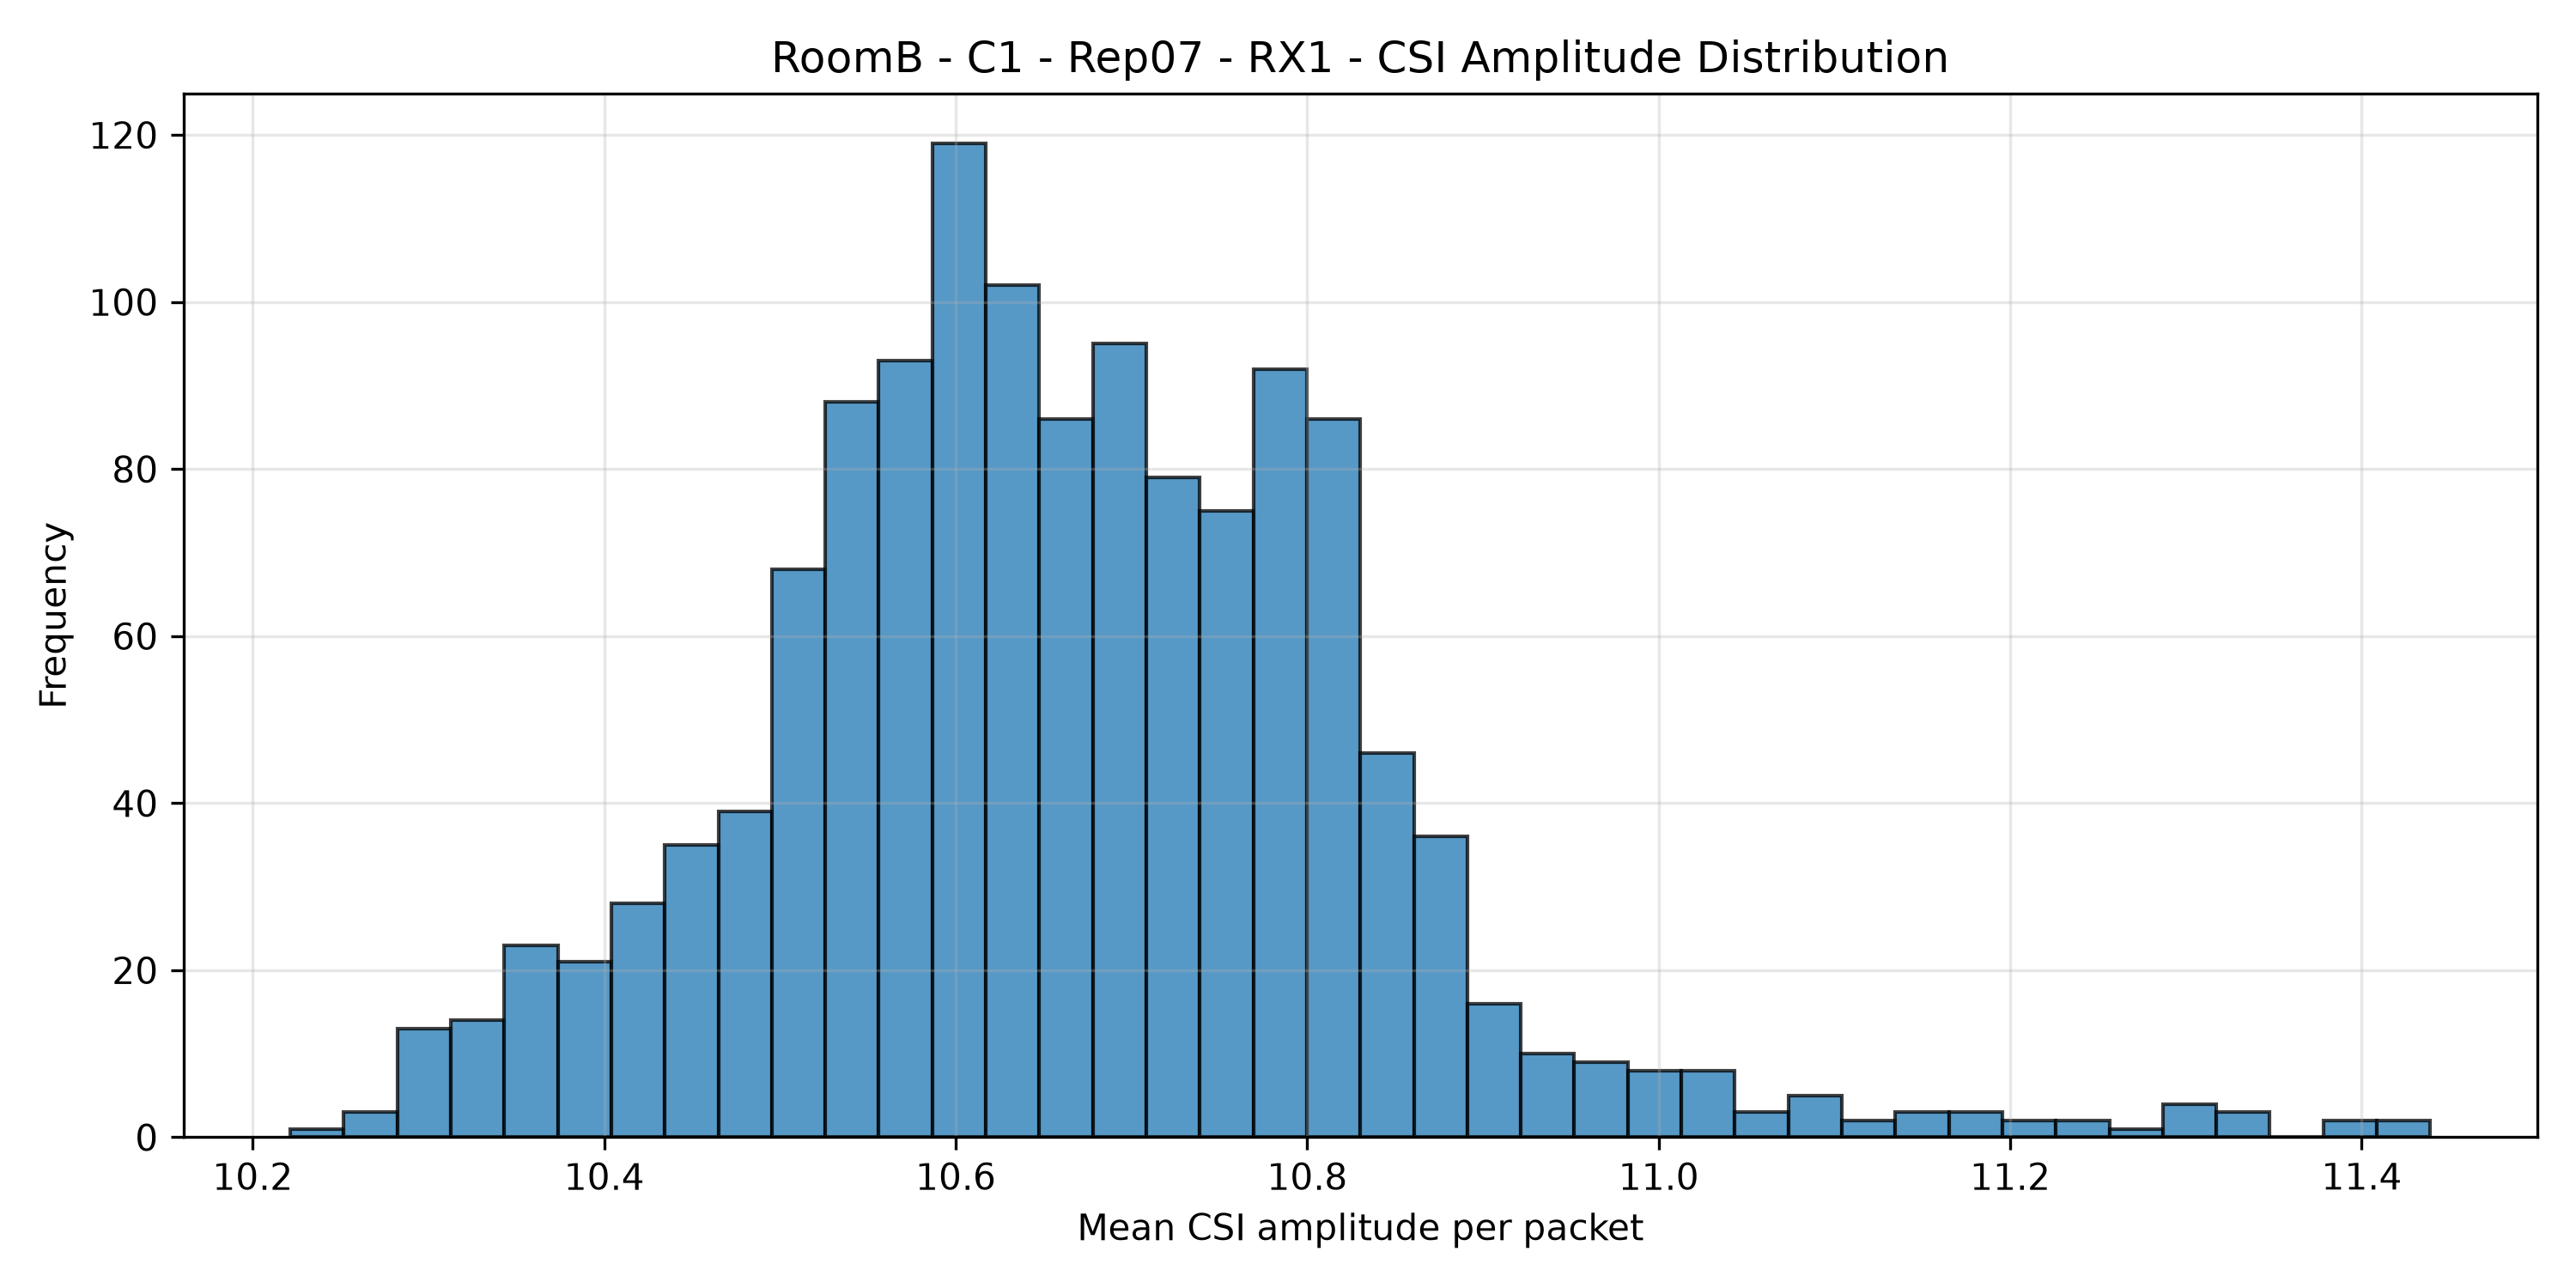 RoomB - C1 - Rep07 - RX1 - CSI Amplitude Distribution
120
100
80
60
40
20
0
Frequency
10.2 10.4 10.6 10.8 11.0 11.2 11.4
Mean CSI amplitude per packet